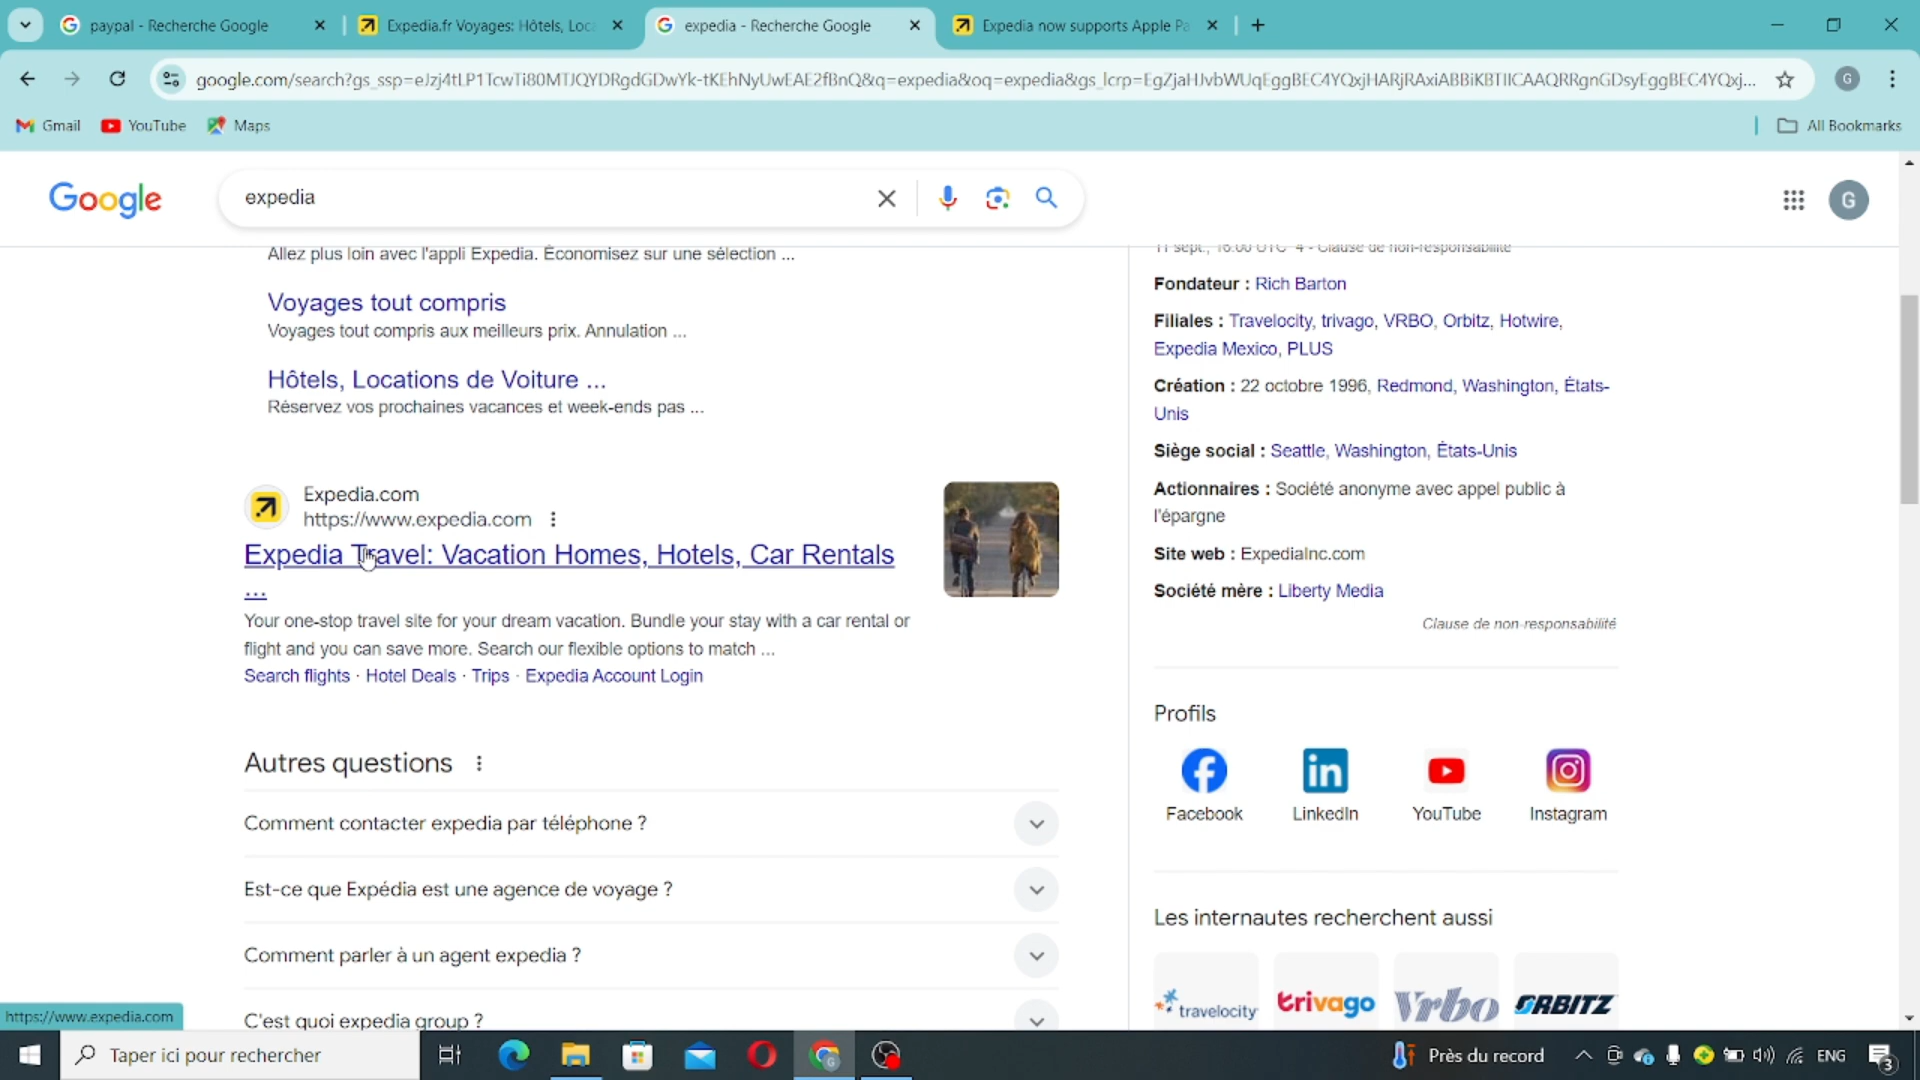 paypal - Recherche Google
Expedia.fr Voyages: Hôtels, Loc
expedia - Recherche Google
Expedia now supports Apple Pa
google.com/search?gs_ssp=eJzj4tLP1TcwTi80MTJQYDRgdGDwYk-tKEhNyUwEAE2fBnQ&q=expedia&oq=expedia&gs_lcrp=EgZjaHJvbWUqEggBEC4YQxjHARjRAxiABBiKBTIICAAQRRgnGDsyEggBEC4YQxj...
G
Gmail
YouTube
Maps
All Bookmarks
Google
expedia
G
Allez plus loin avec l'appli Expedia. Économisez sur une sélection ...
Voyages tout compris
Voyages tout compris aux meilleurs prix. Annulation ...
Hôtels, Locations de Voiture ...
Réservez vos prochaines vacances et week-ends pas ...
Expedia.com
https://www.expedia.com
Expedia Travel: Vacation Homes, Hotels, Car Rentals
...
Your one-stop travel site for your dream vacation. Bundle your stay with a car rental or
flight and you can save more. Search our flexible options to match ...
Search flights · Hotel Deals · Trips · Expedia Account Login
Autres questions
Comment contacter expedia par téléphone ?
Est-ce que Expédia est une agence de voyage ?
Comment parler à un agent expedia ?
C'est quoi expedia group ?
11 sept., 16:00 UTC-4 - Clause de non-responsabilité
Fondateur : Rich Barton
Filiales : Travelocity, trivago, VRBO, Orbitz, Hotwire,
Expedia Mexico, PLUS
Création : 22 octobre 1996, Redmond, Washington, États-
Unis
Siège social : Seattle, Washington, États-Unis
Actionnaires : Société anonyme avec appel public à
l'épargne
Site web : ExpediaInc.com
Société mère : Liberty Media
Clause de non-responsabilité
Profils
Facebook
LinkedIn
YouTube
Instagram
Les internautes recherchent aussi
travelocity
trivago
Vrbo
ORBITZ
https://www.expedia.com
Taper ici pour rechercher
Près du record
ENG
3